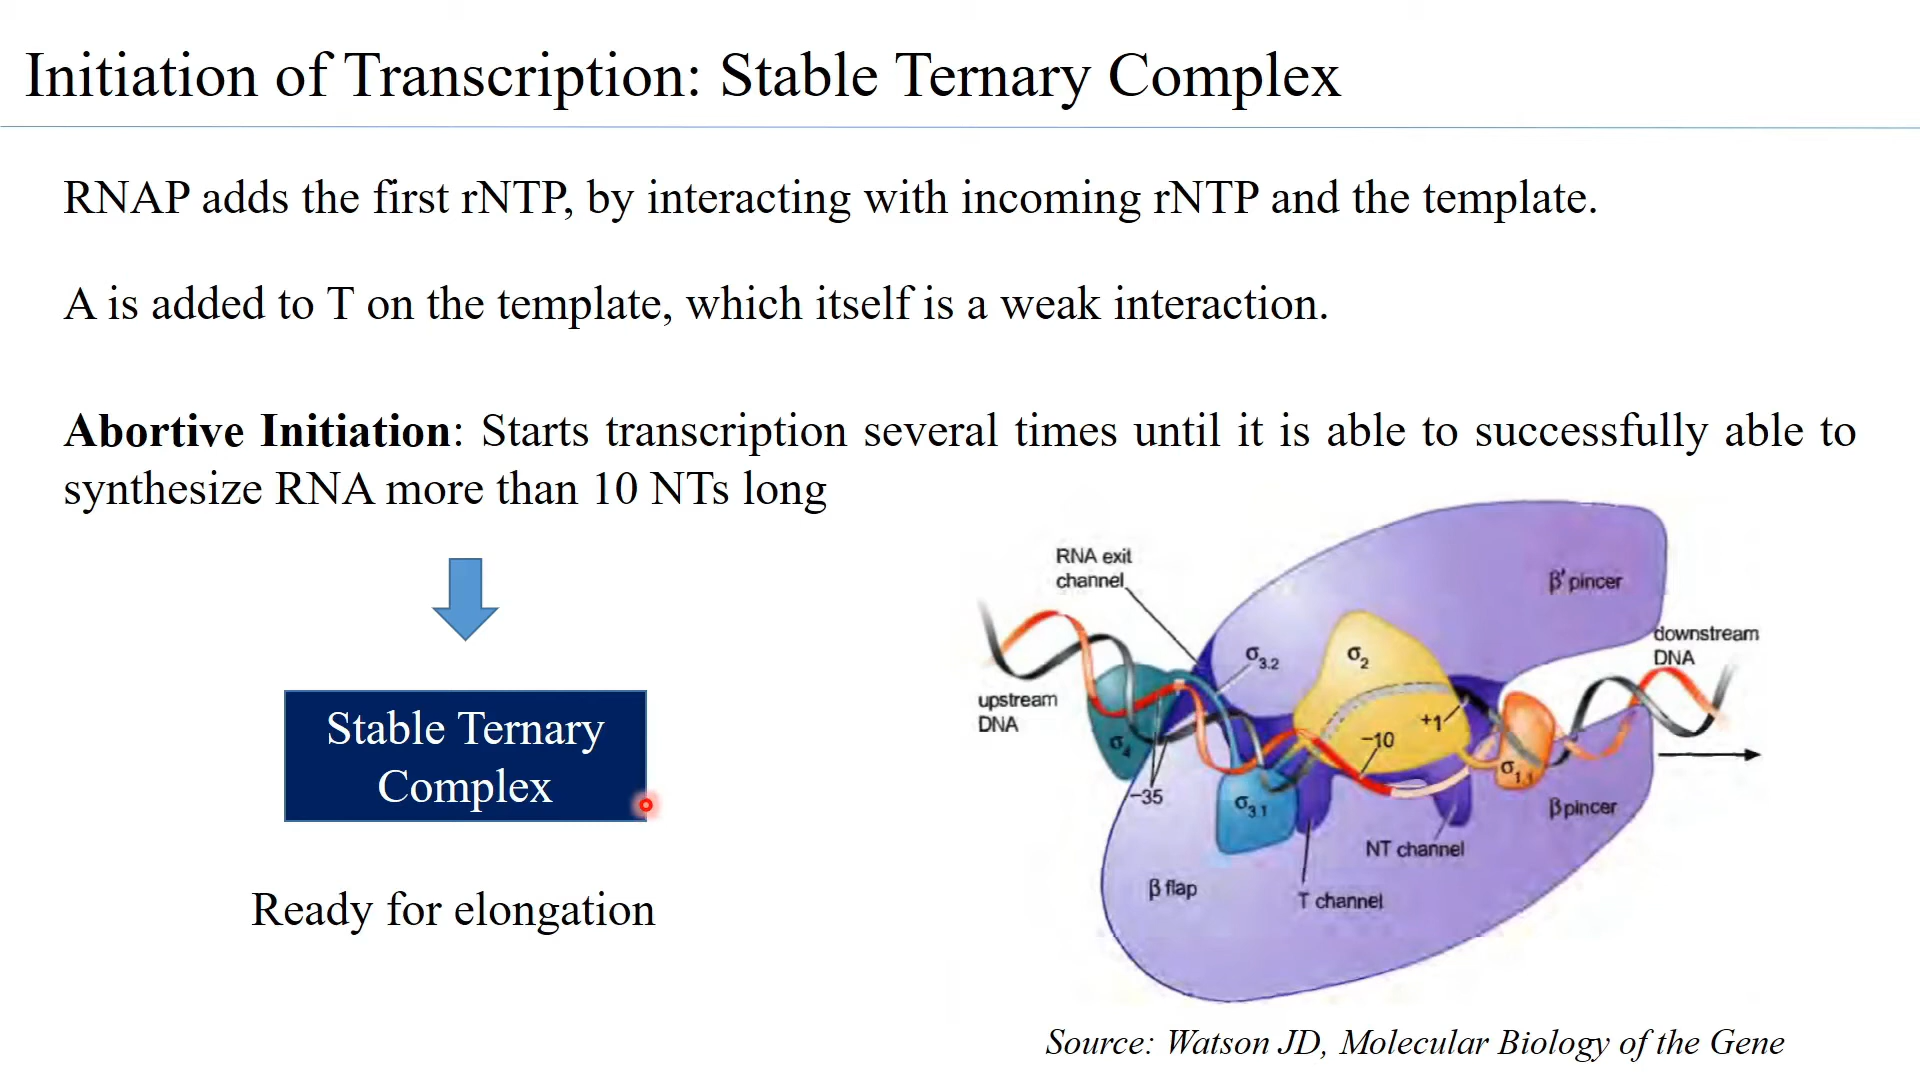 Initiation of Transcription: Stable Ternary Complex
RNAP adds the first rNTP, by interacting with incoming rNTP and the template.
A is added to T on the template, which itself is a weak interaction.
Abortive Initiation: Starts transcription several times until it is able to successfully able to
synthesize RNA more than 10 NTs long
Stable Ternary
Complex
Ready for elongation
RNA exit
channel
β' pincer
σ3.2
σ2
downstream
DNA
upstream
DNA
+1
−10
σ4
σ1.1
−35
σ3.1
β pincer
NT channel
β flap
T channel
Source: Watson JD, Molecular Biology of the Gene